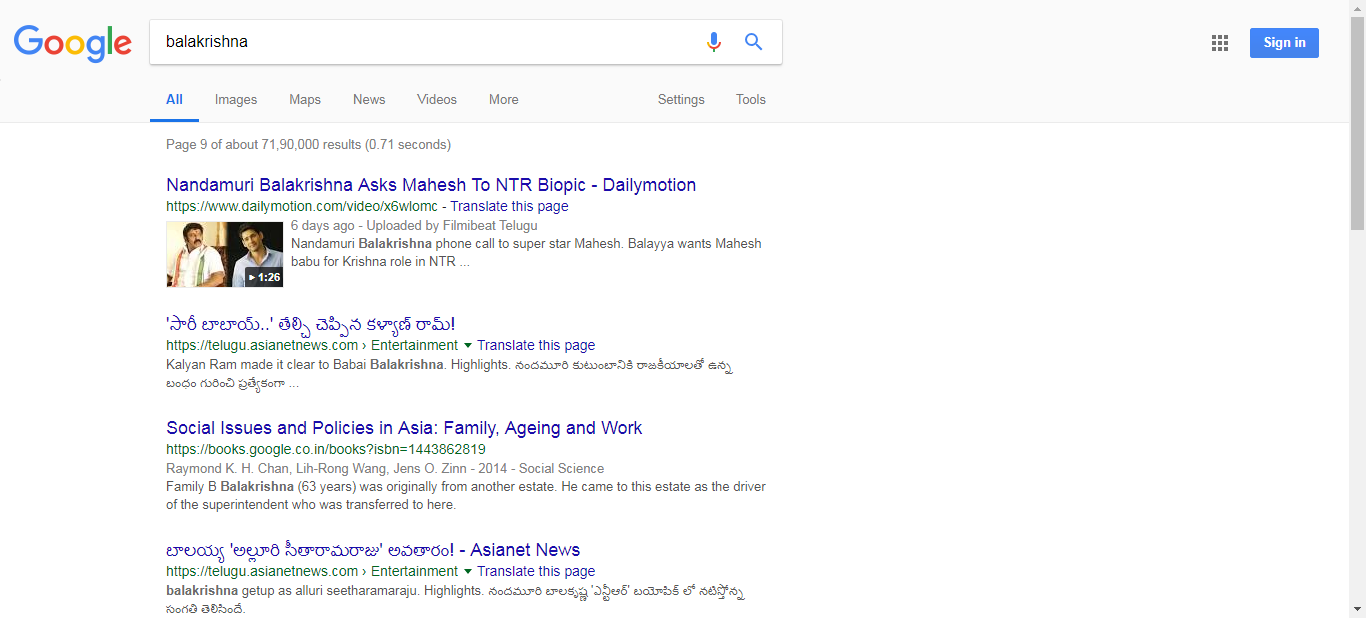 Google
balakrishna
Sign in
All Images Maps News Videos More Settings Tools
Page 9 of about 71,90,000 results (0.71 seconds)
Nandamuri Balakrishna Asks Mahesh To NTR Biopic - Dailymotion
https://www.dailymotion.com/video/x6wlomc - Translate this page
6 days ago - Uploaded by Filmibeat Telugu
Nandamuri Balakrishna phone call to super star Mahesh. Balayya wants Mahesh
babu for Krishna role in NTR ...
1:26
'సారీ బాబాయ్..' తేల్చి చెప్పిన కళ్యాణ్ రామ్!
https://telugu.asianetnews.com › Entertainment Translate this page
Kalyan Ram made it clear to Babai Balakrishna. Highlights. నందమూరి కుటుంబానికి రాజకీయాలతో ఉన్న
బంధం గురించి ప్రత్యేకంగా ...
Social Issues and Policies in Asia: Family, Ageing and Work
https://books.google.co.in/books?isbn=1443862819
Raymond K. H. Chan, Lih-Rong Wang, Jens O. Zinn - 2014 - Social Science
Family B Balakrishna (63 years) was originally from another estate. He came to this estate as the driver
of the superintendent who was transferred to here.
బాలయ్య 'అల్లూరి సీతారామరాజు' అవతారం! - Asianet News
https://telugu.asianetnews.com › Entertainment Translate this page
balakrishna getup as alluri seetharamaraju. Highlights. నందమూరి బాలకృష్ణ 'ఎన్టీఆర్' బయోపిక్ లో నటిస్తోన్న
సంగతి తెలిసిందే.